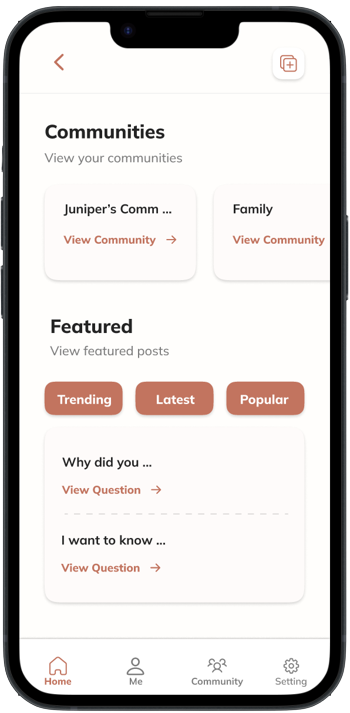 Communities
View your communities
Juniper's Comm ...
Family
View Community →
View Community
Featured
View featured posts
Trending
Latest
Popular
Why did you ...
View Question →
I want to know ...
View Question →
Home
Me
Community
Setting